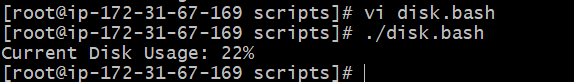 [root@ip-172-31-67-169 scripts]# vi disk.bash
[root@ip-172-31-67-169 scripts]# ./disk.bash
Current Disk Usage: 22%
[root@ip-172-31-67-169 scripts]#